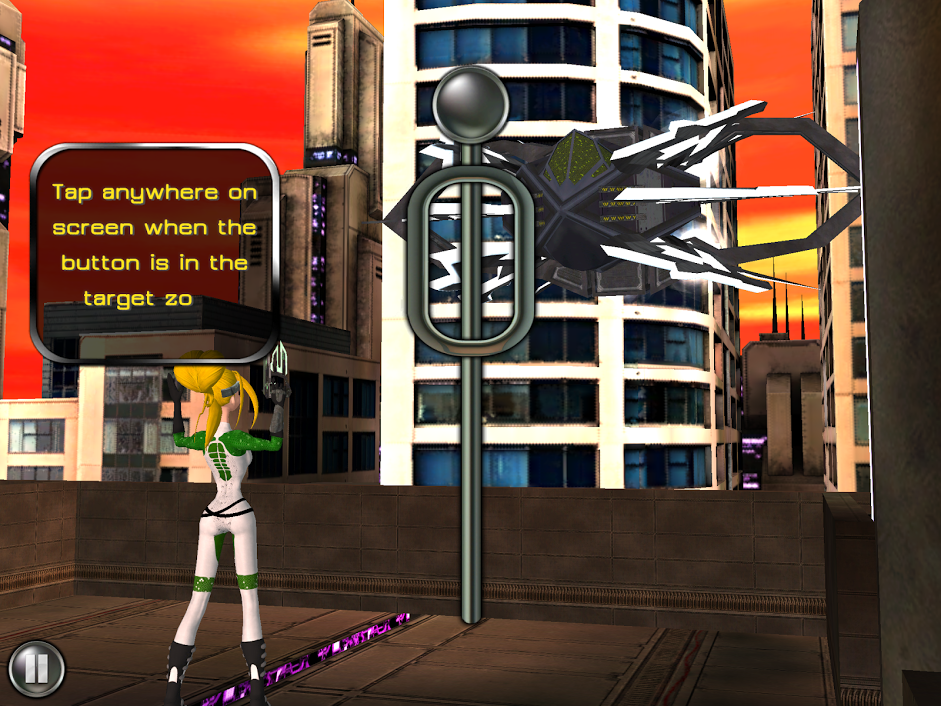 Tap anywhere on
screen when the
button is in the
target zo